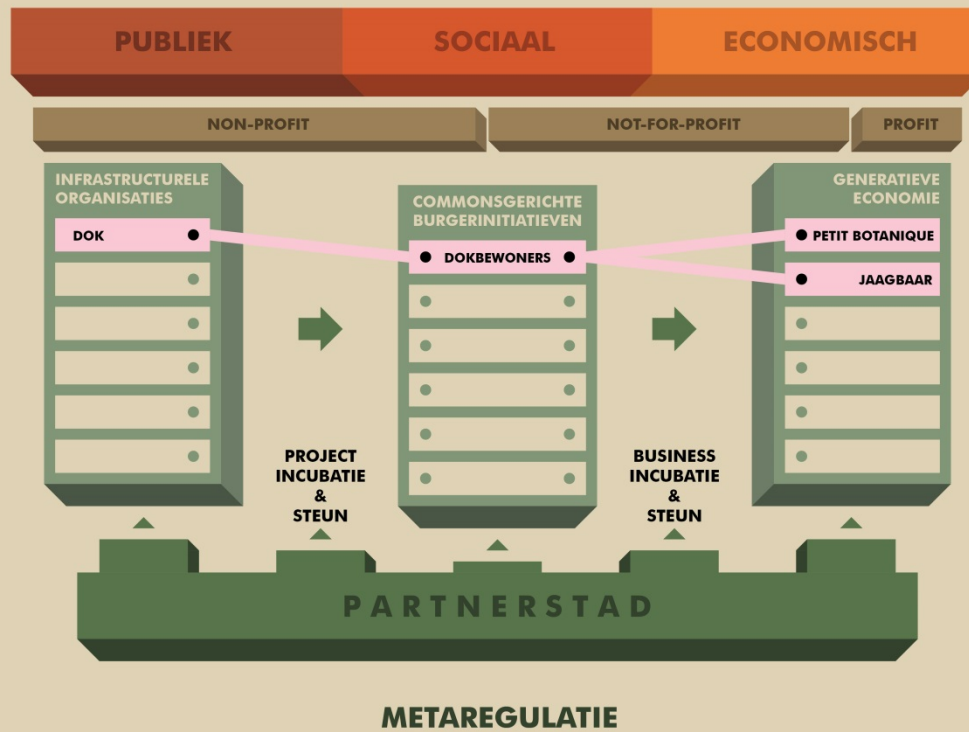 PUBLIEK
SOCIAAL
ECONOMISCH
NON-PROFIT
NOT-FOR-PROFIT
PROFIT
INFRASTRUCTURELE
ORGANISATIES
DOK
COMMONSGERICHTE
BURGERINITIATIEVEN
DOKBEWONERS
GENERATIEVE
ECONOMIE
PETIT BOTANIQUE
JAAGBAAR
PROJECT
INCUBATIE
&
STEUN
BUSINESS
INCUBATIE
&
STEUN
PARTNERSTAD
METAREGULATIE